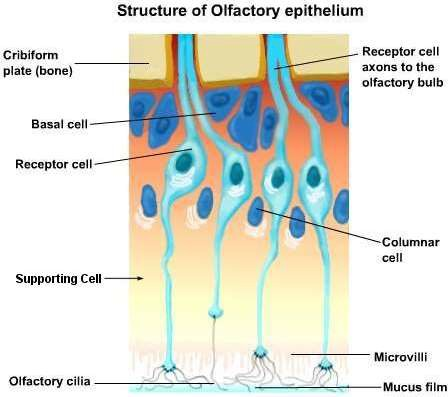 Structure of Olfactory epithelium
Cribiform
plate (bone)
Receptor cell
axons to the
olfactory bulb
Basal cell
Receptor cell
Columnar
cell
Supporting Cell
Microvilli
Olfactory cilia
Mucus film